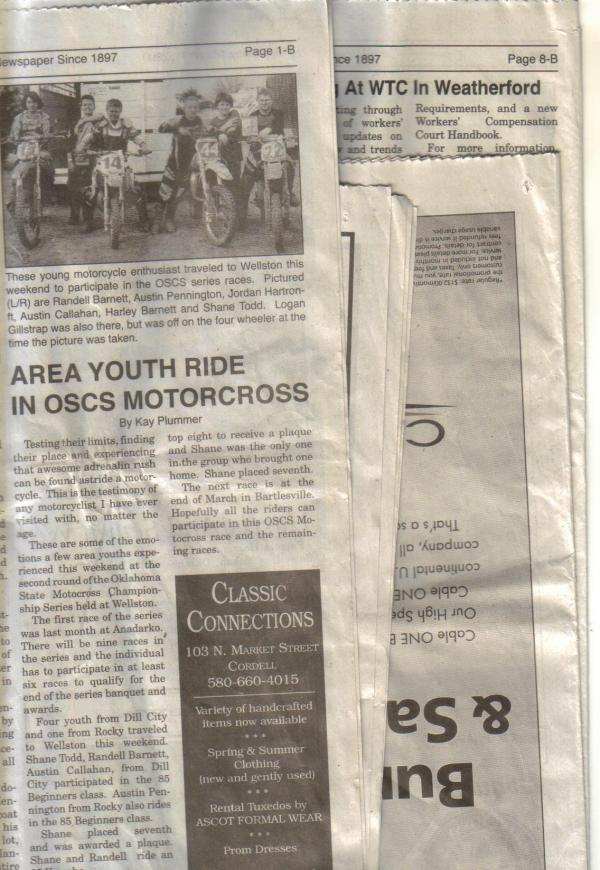 Newspaper Since 1897
Page 1-B
These young motorcycle enthusiast traveled to Wellston this
weekend to participate in the OSCS series races. Pictured
(L/R) are Randell Barnett, Austin Pennington, Jordan Hartron-
ft, Austin Callahan, Harley Barnett and Shane Todd. Logan
Gillstrap was also there, but was off on the four wheeler at the
time the picture was taken.
AREA YOUTH RIDE
IN OSCS MOTORCROSS
By Kay Plummer
Testing their limits, finding
their place and experiencing
that awesome adrenalin rush
can be found astride a motor-
cycle. This is the testimony of
any motorcyclist I have ever
visited with, no matter the
age.
These are some of the emo-
tions a few area youths expe-
rienced this weekend at the
second round of the Oklahoma
State Motocross Champion-
ship Series held at Wellston.
The first race of the series
was last month at Anadarko.
There will be nine races in
the series and the individual
has to participate in at least
six races to qualify for the
end of the series banquet and
awards.
Four youth from Dill City
and one from Rocky traveled
to Wellston this weekend.
Shane Todd, Randell Barnett,
Austin Callahan, from Dill
City participated in the 85
Beginners class. Austin Pen-
nington from Rocky also rides
in the 85 Beginners class.
Shane placed seventh
and was awarded a plaque.
Shane and Randell ride an
top eight to receive a plaque
and Shane was the only one
in the group who brought one
home. Shane placed seventh.
The next race is at the
end of March in Bartlesville.
Hopefully all the riders can
participate in this OSCS Mo-
tocross race and the remain-
ing races.
CLASSIC
CONNECTIONS
103 N. MARKET STREET
CORDELL
580-660-4015
Variety of handcrafted
items now available
* * *
Spring & Summer
Clothing
(new and gently used)
* * *
Rental Tuxedos by
ASCOT FORMAL WEAR
* * *
Prom Dresses
nce 1897
Page 8-B
g At WTC In Weatherford
ting through
of workers'
updates on
w and trends
Requirements, and a new
Workers' Compensation
Court Handbook.
For more information,
Bun
& Sa
Cable ONE B
Our High Spe
Cable ONE
continental U.
company, all
That's a s
C